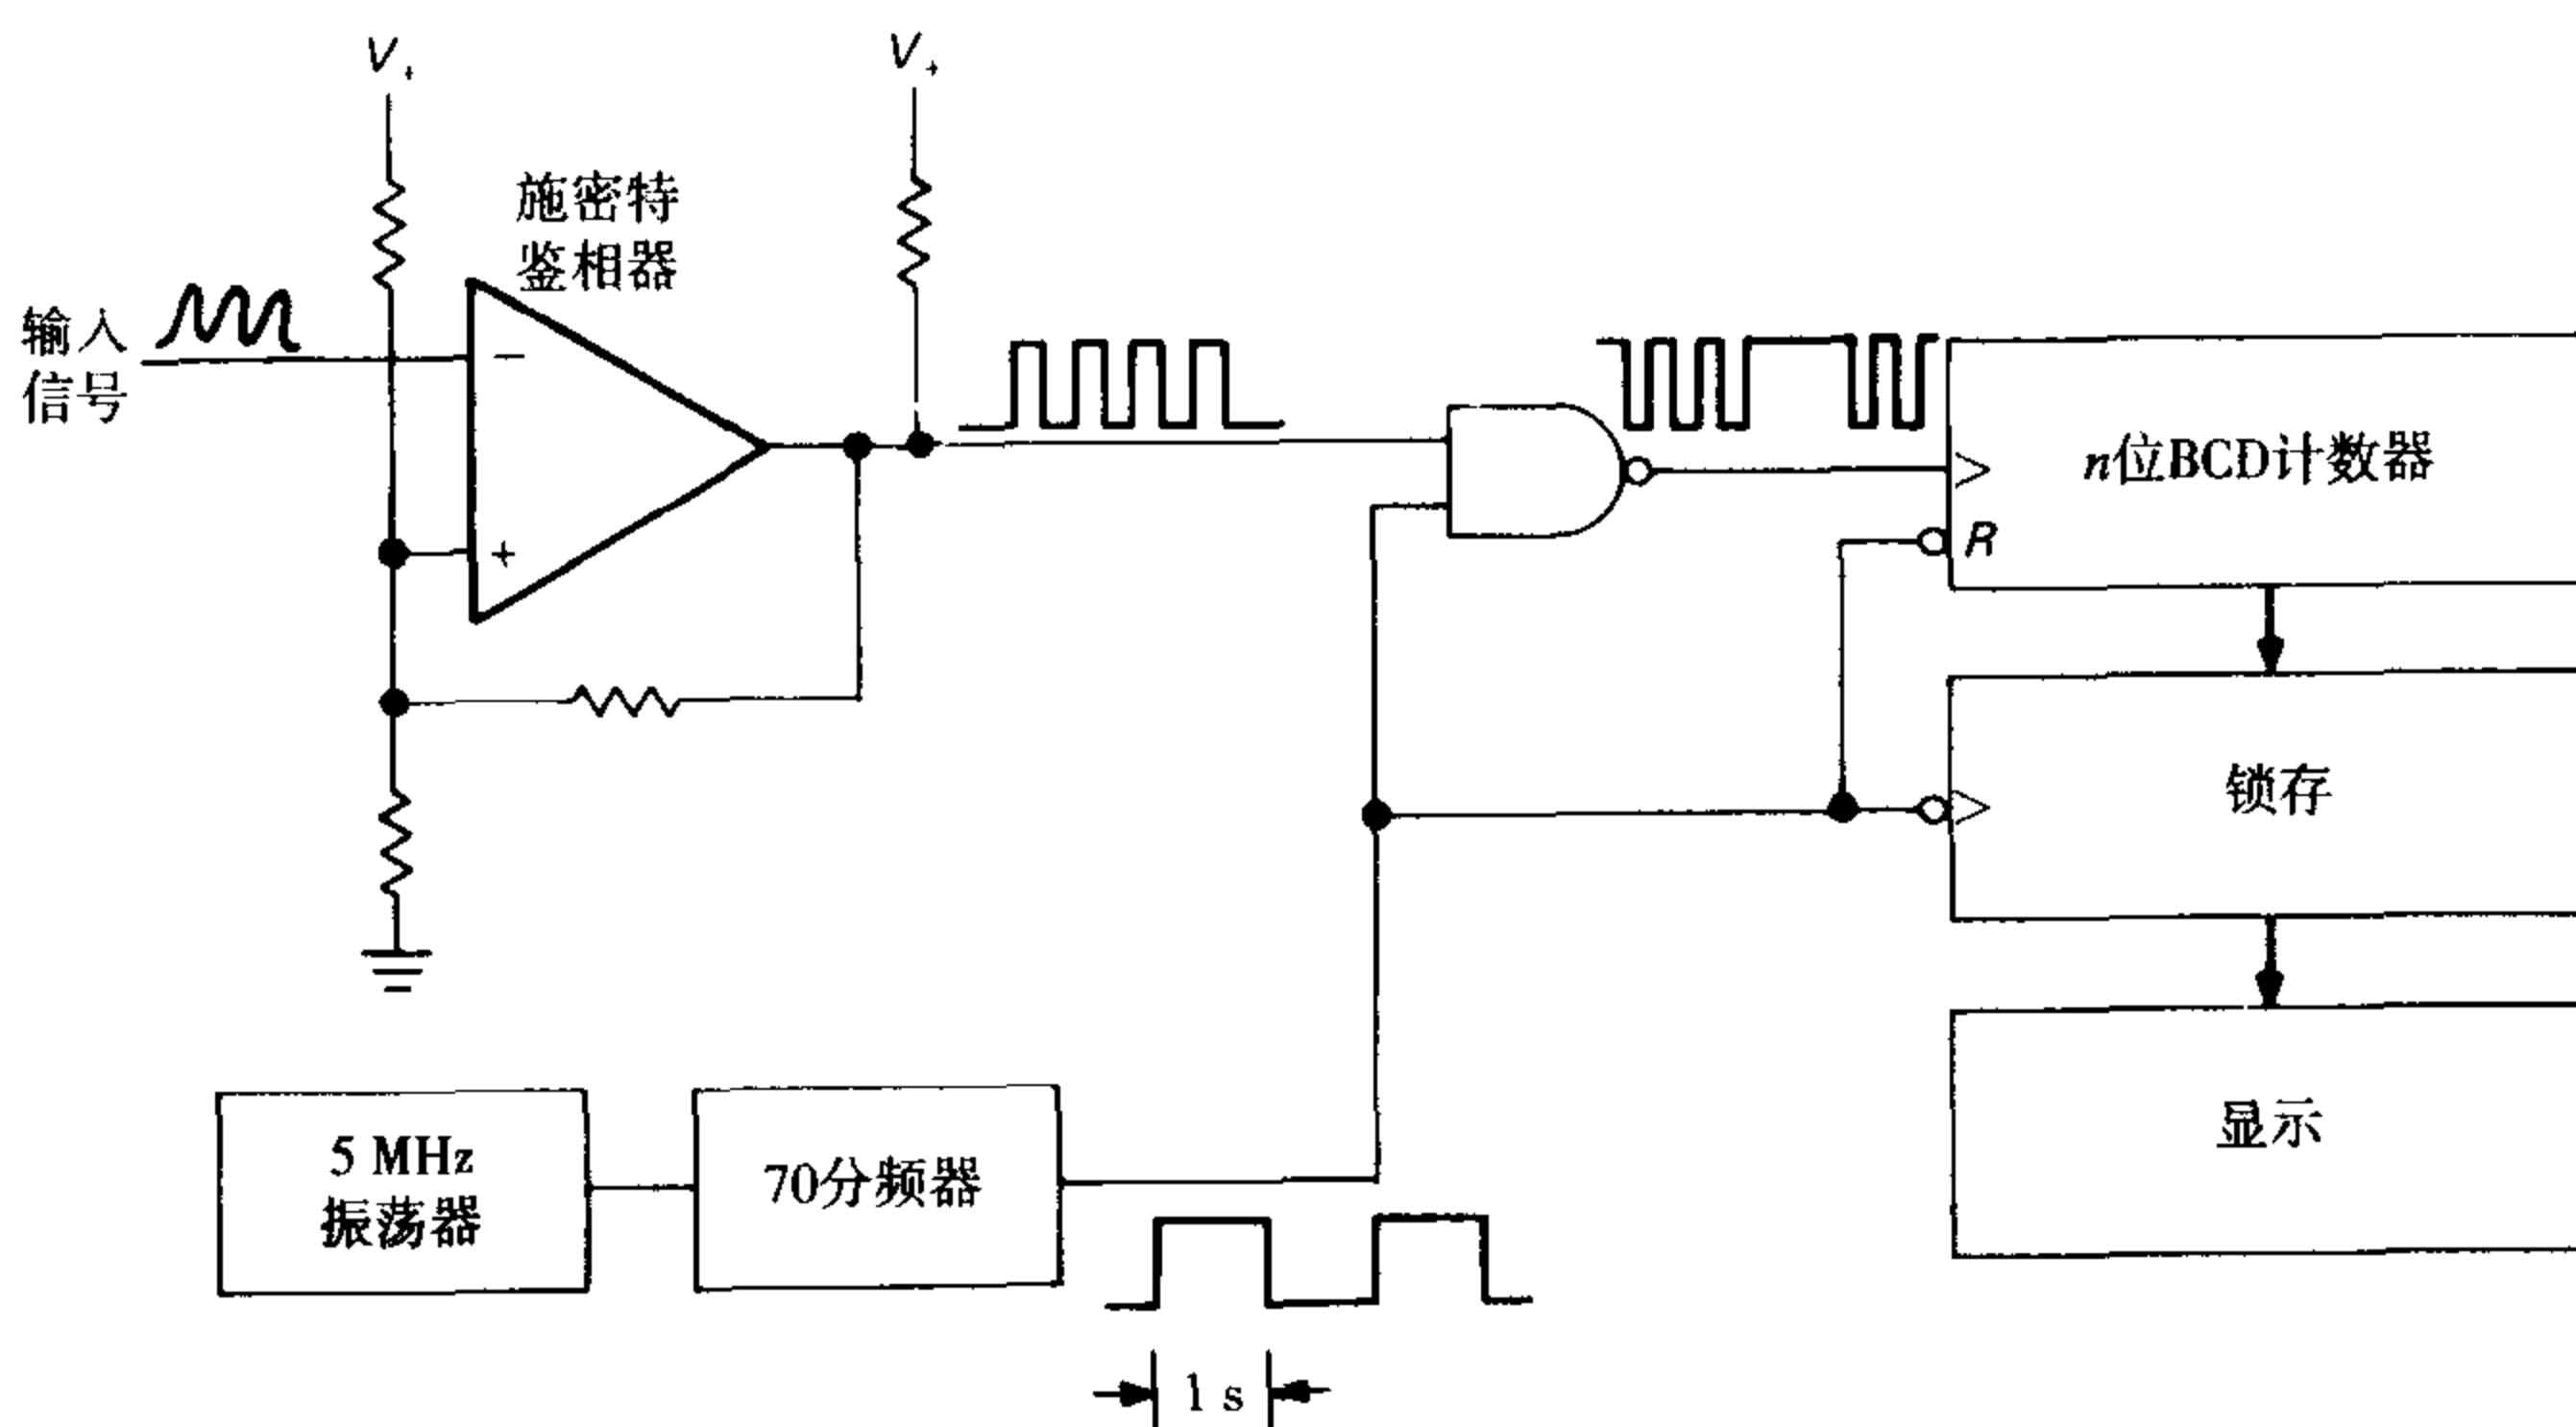 V+
V+
施密特
鉴相器
输入
信号
−
+
n位BCD计数器
R
锁存
显示
5 MHz
振荡器
70分频器
1 s